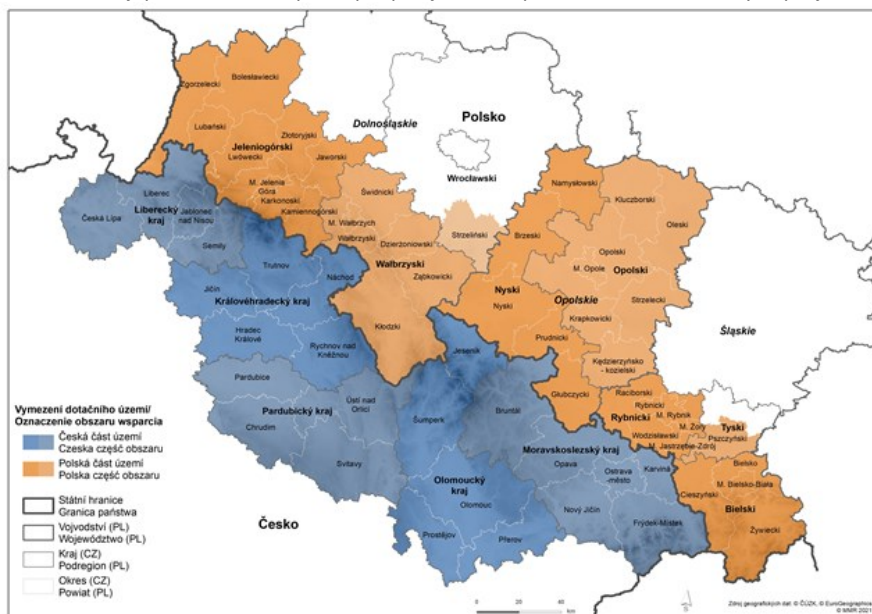 Polsko
Dolnośląskie
Wrocławski
Zgorzelecki
Bolesławiecki
Lubański
Złotoryjski
Jeleniogórski
Lwówecki
Jaworski
M. Jelenia
Góra
Karkonoski
Kamiennogórski
Świdnicki
M. Wałbrzych
Wałbrzyski
Dzierżoniowski
Strzeliński
Wałbrzyski
Ząbkowicki
Kłodzki
Namysłowski
Kluczborski
Oleski
Brzeski
Opolski
M. Opole
Opolski
Nyski
Opolskie
Strzelecki
Nyski
Krapkowicki
Prudnicki
Kędzierzyńsko
- kozielski
Głubczycki
Śląskie
Raciborski
Rybnicki
Rybnicki
M. Rybnik
M. Żory
Tyski
Wodzisławski
Pszczyński
M. Jastrzębie-Zdrój
Bielsko
M. Bielsko-Biała
Cieszyński
Bielski
Żywiecki
Česká Lípa
Liberec
Liberecký
kraj
Jablonec
nad Nisou
Semily
Trutnov
Náchod
Jičín
Královéhradecký kraj
Hradec
Králové
Rychnov nad
Kněžnou
Pardubice
Ústí nad
Orlicí
Pardubický kraj
Chrudim
Svitavy
Jeseník
Šumperk
Bruntál
Olomoucký
kraj
Olomouc
Prostějov
Přerov
Moravskoslezský kraj
Opava
Ostrava-
město
Karviná
Nový Jičín
Frýdek-Místek
Česko
Vymezení dotačního území/
Oznaczenie obszaru wsparcia
Česká část území
Czeska część obszaru
Polská část území
Polska część obszaru
Státní hranice
Granica państwa
Vojvodství (PL)
Województwo (PL)
Kraj (CZ)
Podregion (PL)
Okres (CZ)
Powiat (PL)
0 20 40
km
Zdroj geografických dat: © ČÚZK, © EuroGeographics
© MMR 2021